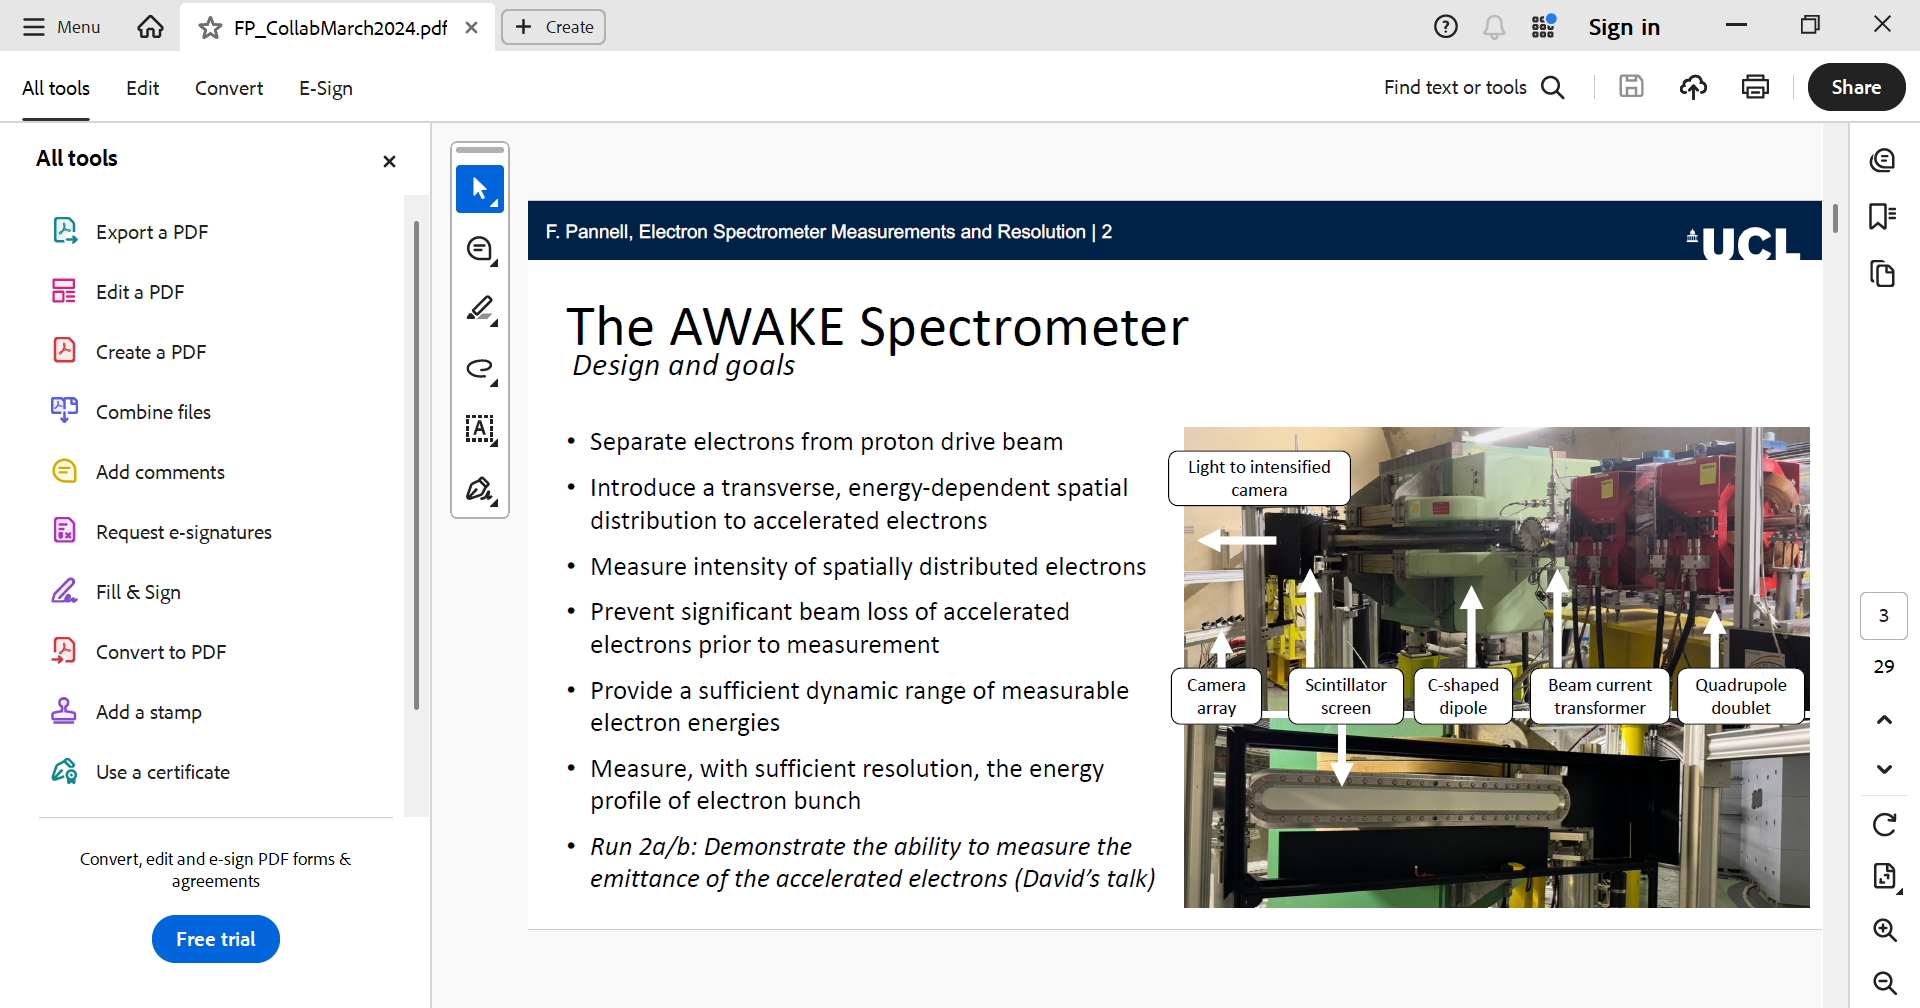 Menu
FP_CollabMarch2024.pdf
Create
Sign in
All tools
Edit
Convert
E-Sign
Find text or tools
Share
All tools
Export a PDF
Edit a PDF
Create a PDF
Combine files
Add comments
Request e-signatures
Fill & Sign
Convert to PDF
Add a stamp
Use a certificate
Convert, edit and e-sign PDF forms &
agreements
Free trial
F. Pannell, Electron Spectrometer Measurements and Resolution | 2
UCL
The AWAKE Spectrometer
Design and goals
• Separate electrons from proton drive beam
• Introduce a transverse, energy-dependent spatial
distribution to accelerated electrons
• Measure intensity of spatially distributed electrons
• Prevent significant beam loss of accelerated
electrons prior to measurement
• Provide a sufficient dynamic range of measurable
electron energies
• Measure, with sufficient resolution, the energy
profile of electron bunch
• Run 2a/b: Demonstrate the ability to measure the
emittance of the accelerated electrons (David's talk)
Light to intensified
camera
Camera
array
Scintillator
screen
C-shaped
dipole
Beam current
transformer
Quadrupole
doublet
3
29